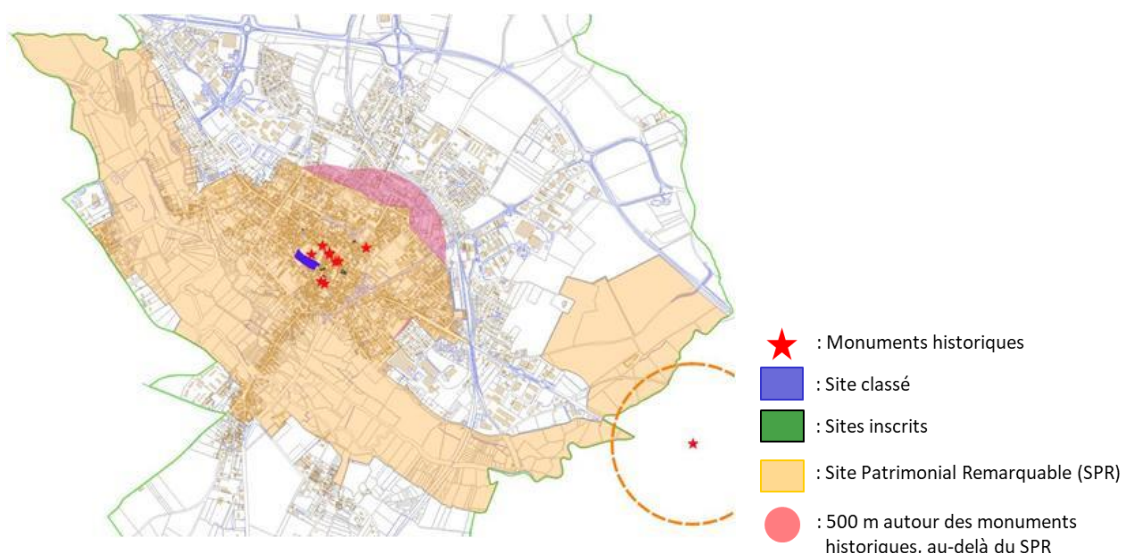 : Monuments historiques
: Site classé
: Sites inscrits
: Site Patrimonial Remarquable (SPR)
: 500 m autour des monuments
historiques, au-delà du SPR